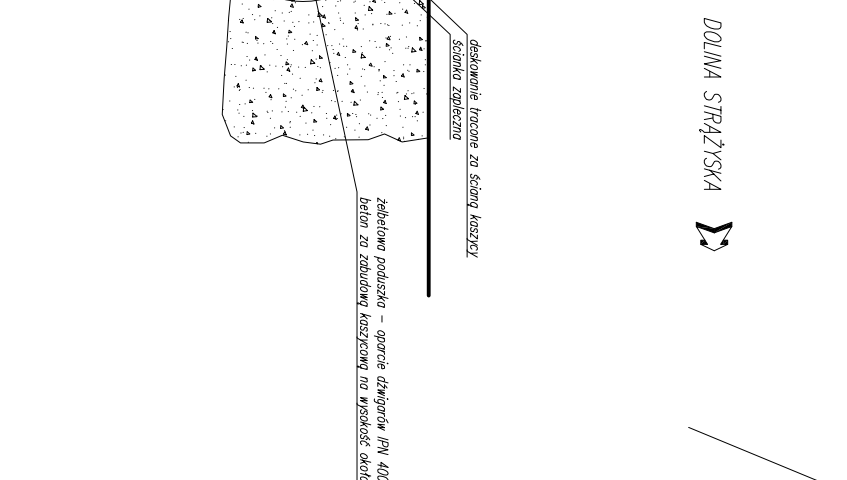 DOLINA STRĄŻYSKA
deskowanie tracone za ścianą kaszycy
ścianka zapleczna
żelbetowa poduszka - oparcie dźwigarów IPN 400
beton za zabudową kaszycową na wysokość około